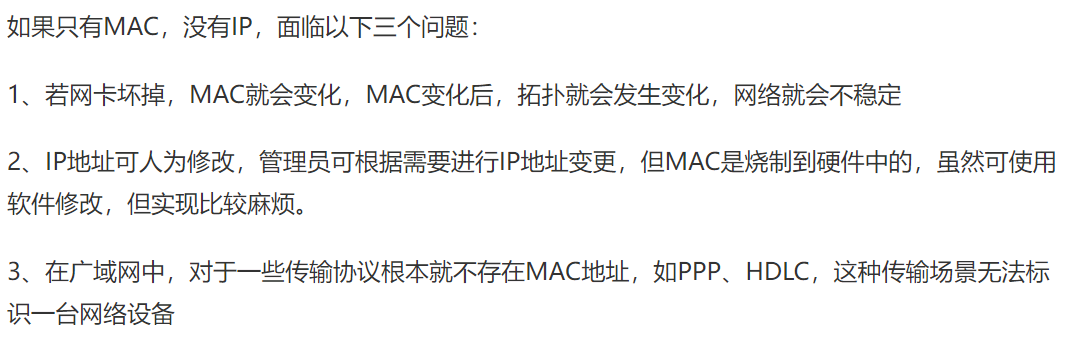 如果只有MAC，没有IP，面临以下三个问题：
1、若网卡坏掉，MAC就会变化，MAC变化后，拓扑就会发生变化，网络就会不稳定
2、IP地址可人为修改，管理员可根据需要进行IP地址变更，但MAC是烧制到硬件中的，虽然可使用
软件修改，但实现比较麻烦。
3、在广域网中，对于一些传输协议根本就不存在MAC地址，如PPP、HDLC，这种传输场景无法标
识一台网络设备